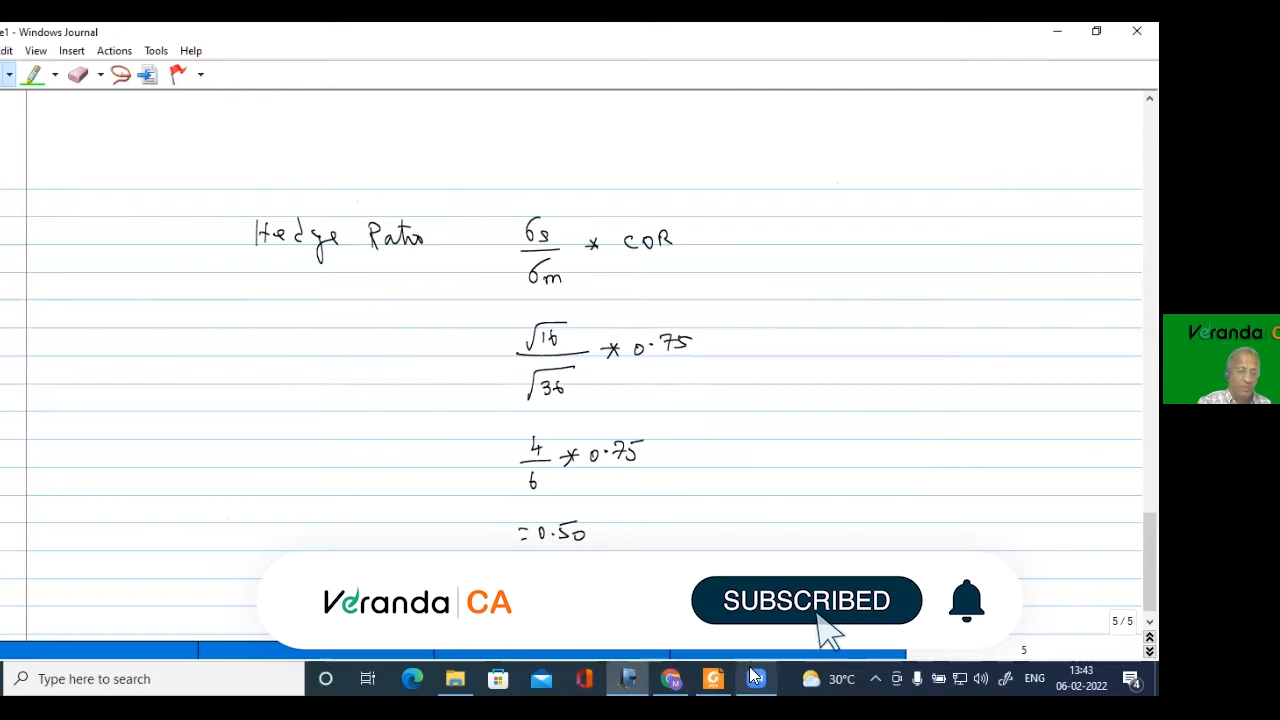 e1 - Windows Journal
dit View Insert Actions Tools Help
Hedge Ratio σs/σm * COR
√16/√36 * 0.75
4/6 * 0.75
= 0.50
Veranda | CA SUBSCRIBED
Veranda C
5 / 5
5
Type here to search 30°C ENG 13:43
06-02-2022 4